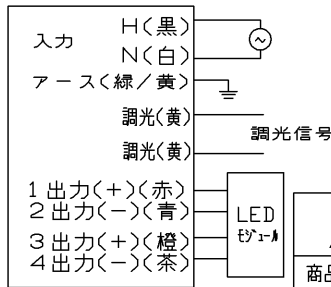 入力
H(黒)
N(白)
アース(緑／黄)
調光(黄)
調光信号
調光(黄)
1出力(+)(赤)
2出力(-)(青)
3出力(+)(橙)
4出力(-)(茶)
LED
ﾓｼﾞｭｰﾙ
商品